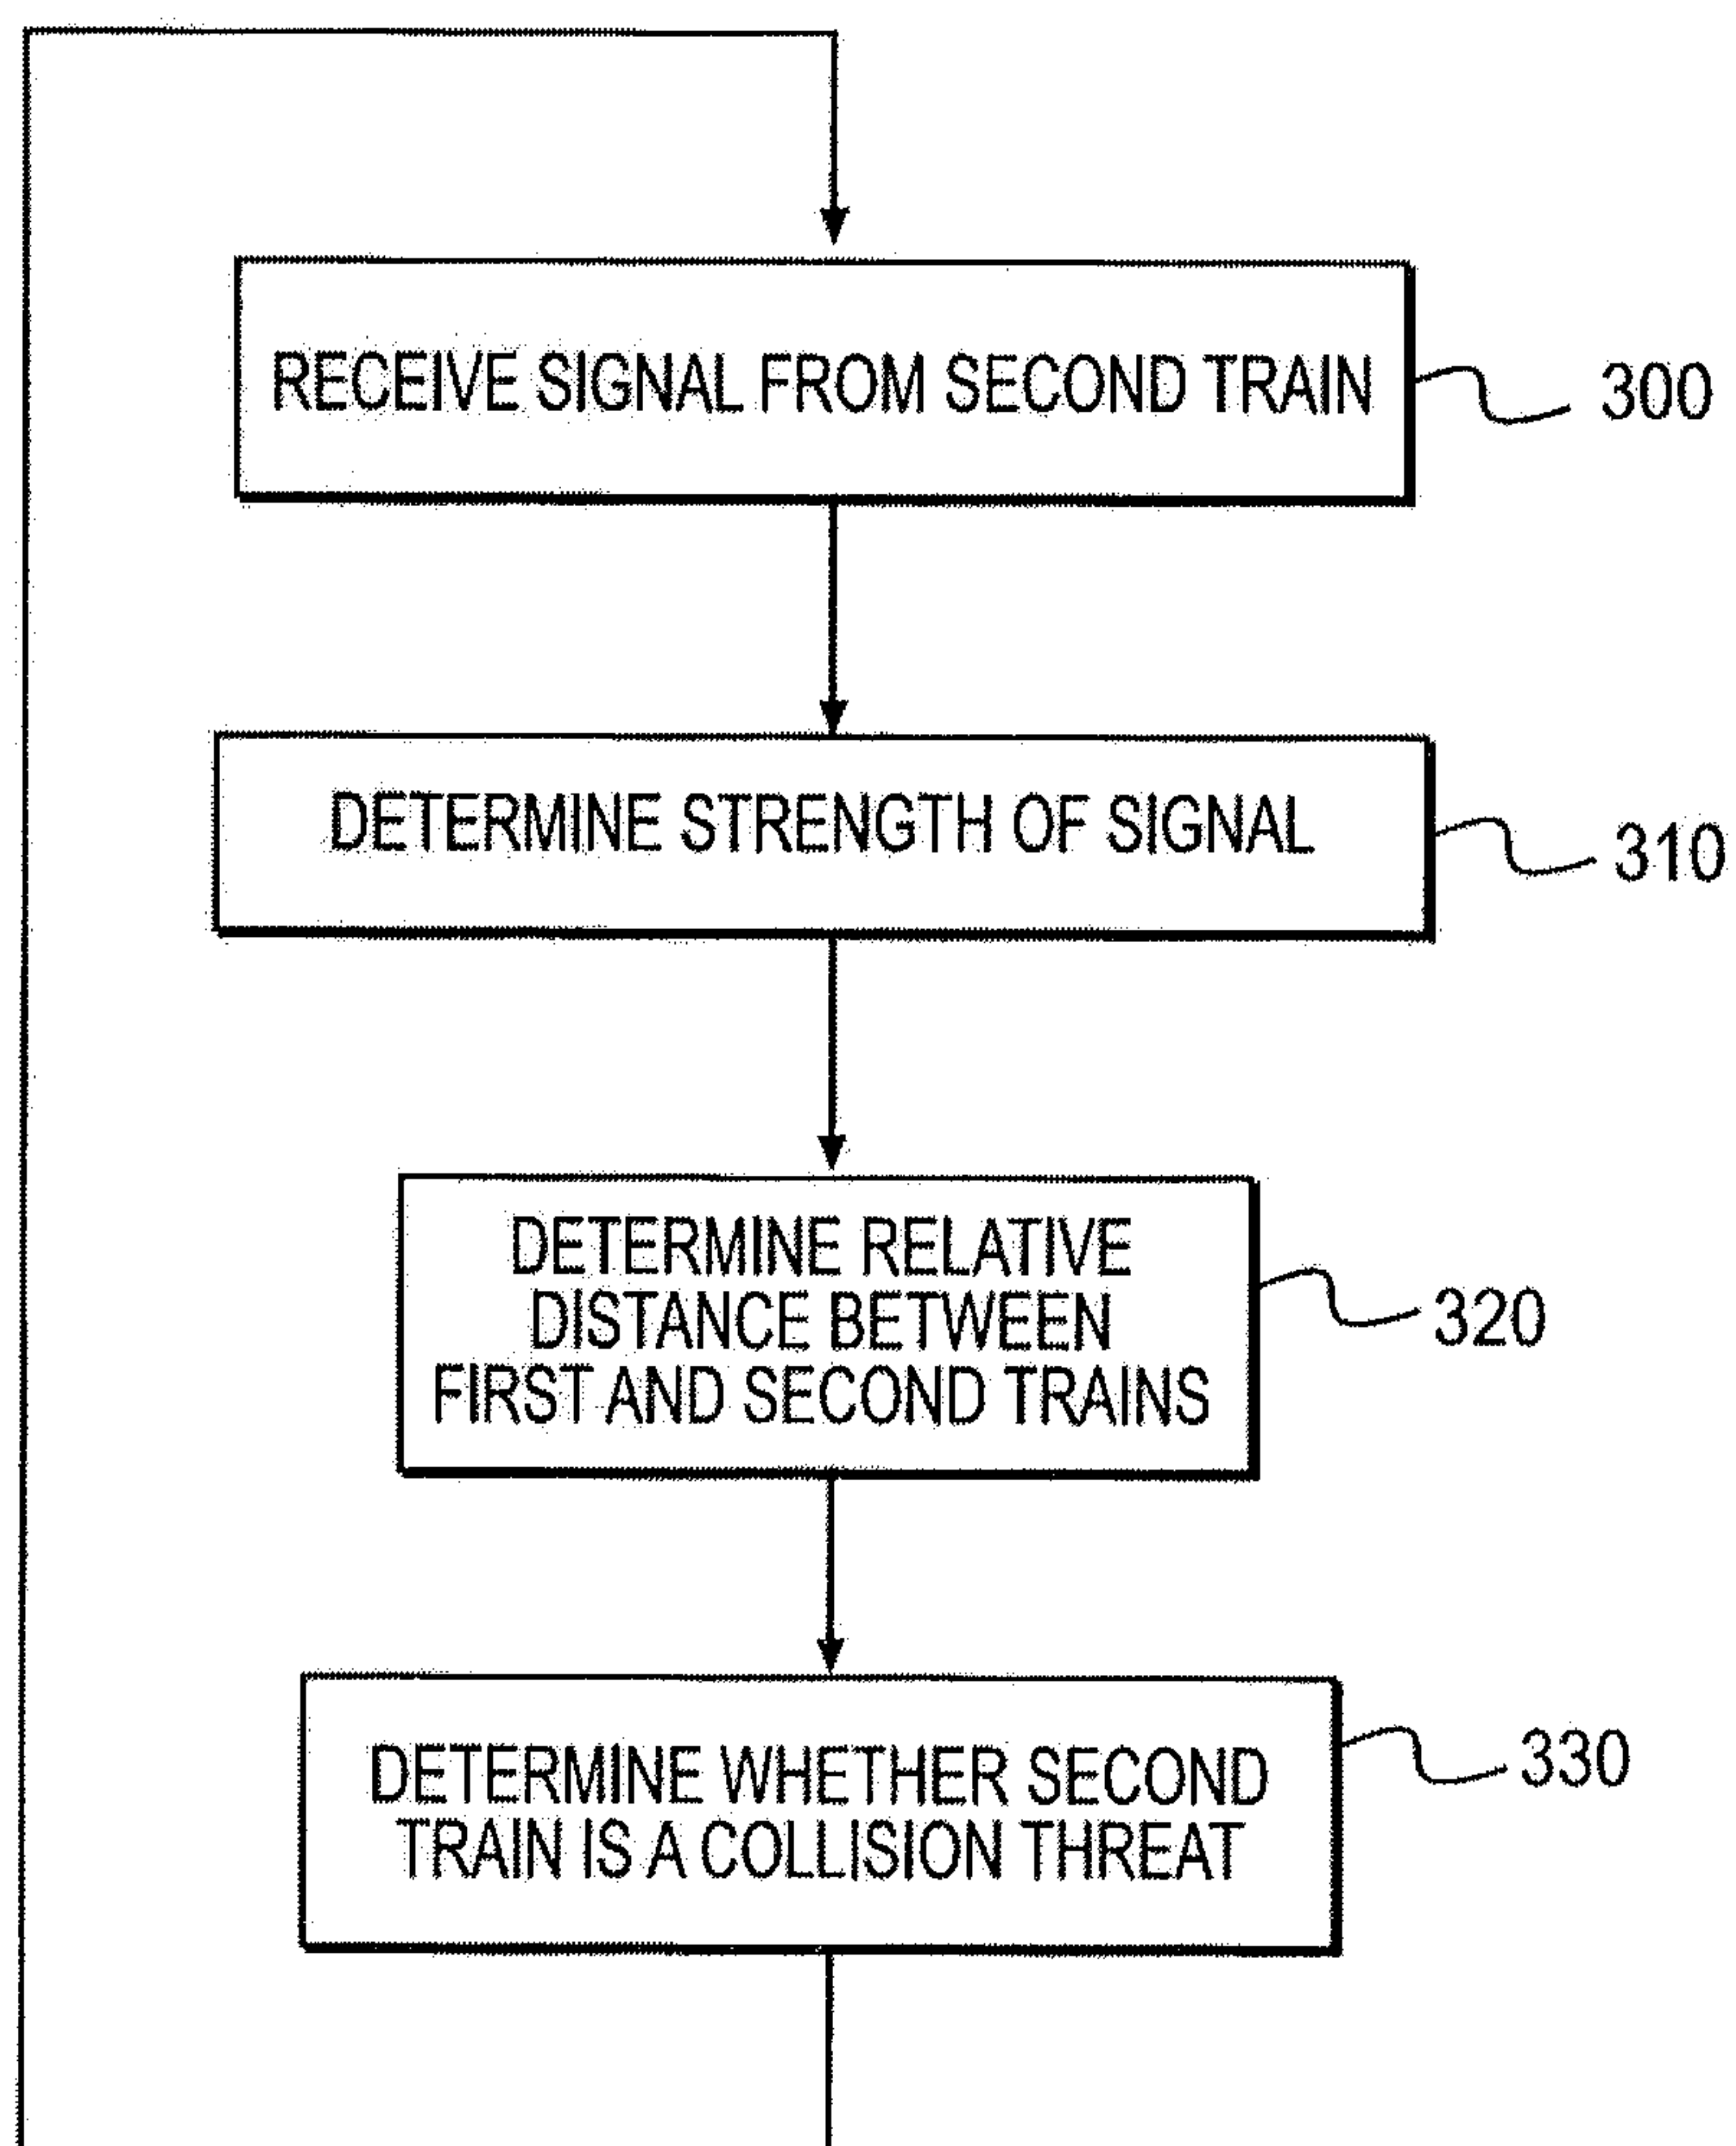 RECEIVE SIGNAL FROM SECOND TRAIN
300
DETERMINE STRENGTH OF SIGNAL
310
DETERMINE RELATIVE
DISTANCE BETWEEN
FIRST AND SECOND TRAINS
320
DETERMINE WHETHER SECOND
TRAIN IS A COLLISION THREAT
330